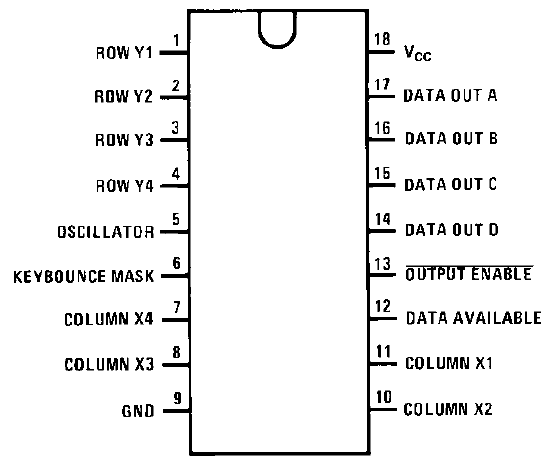 ROW Y1 1
ROW Y2 2
ROW Y3 3
ROW Y4 4
OSCILLATOR 5
KEYBOUNCE MASK 6
COLUMN X4 7
COLUMN X3 8
GND 9
18 VCC
17 DATA OUT A
16 DATA OUT B
15 DATA OUT C
14 DATA OUT D
13 OUTPUT ENABLE
12 DATA AVAILABLE
11 COLUMN X1
10 COLUMN X2